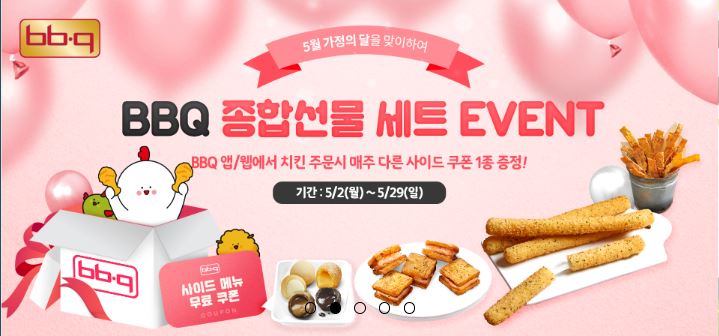 bb.q
5월 가정의 달을 맞이하여
BBQ 종합선물 세트 EVENT
BBQ 앱/웹에서 치킨 주문시 매주 다른 사이드 쿠폰 1종 증정!
기간 : 5/2(월) ~ 5/29(일)
bb.q
bb.q
사이드 메뉴
무료 쿠폰
COUPON